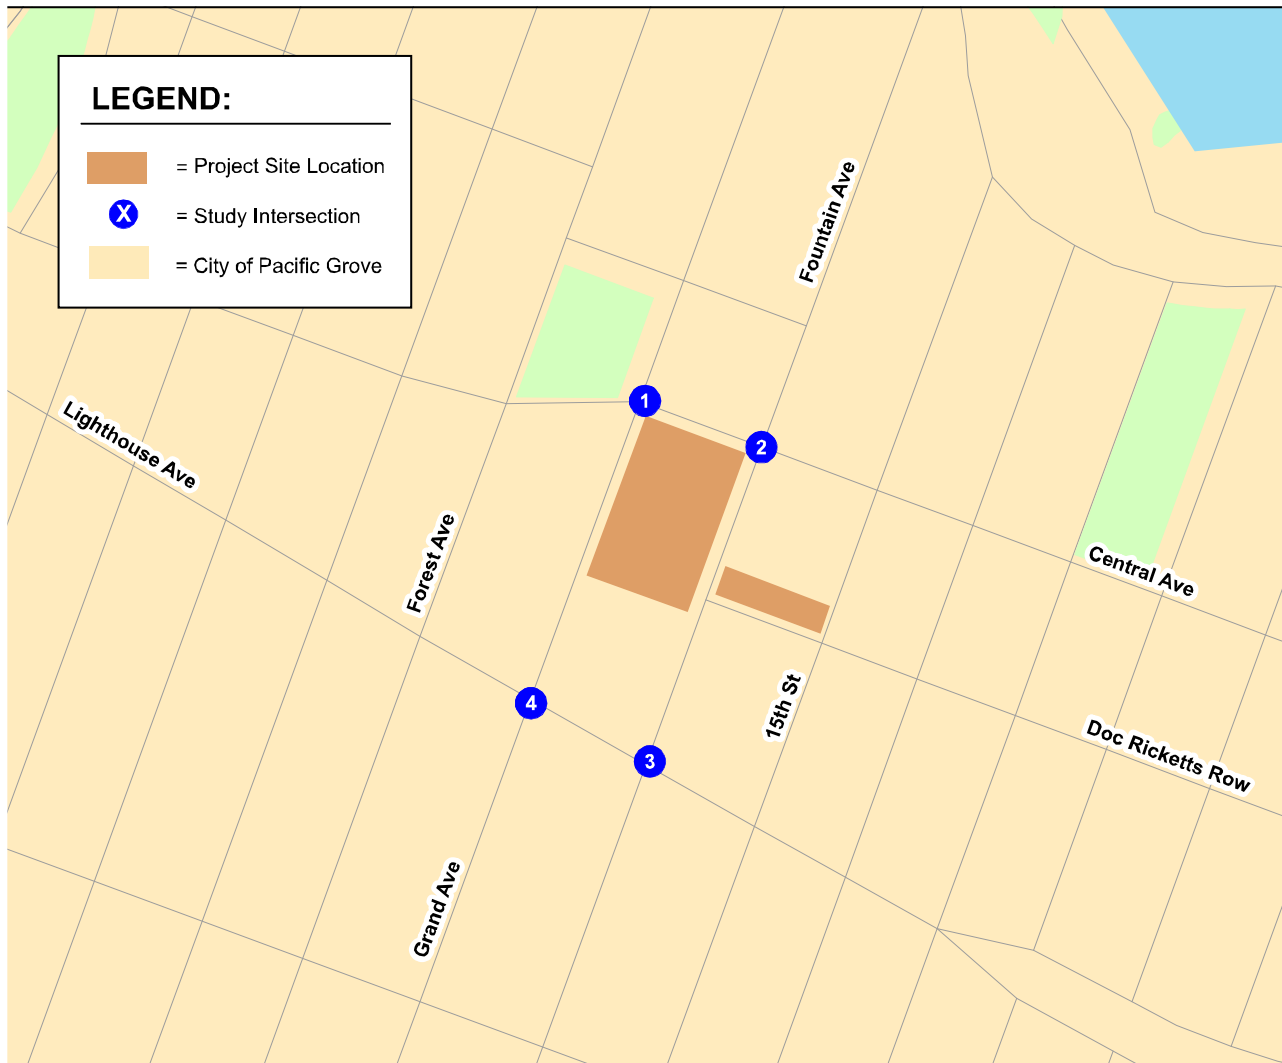 LEGEND:
= Project Site Location
X = Study Intersection
= City of Pacific Grove
Fountain Ave
1
2
Lighthouse Ave
Forest Ave
Central Ave
4
15th St
3
Doc Ricketts Row
Grand Ave